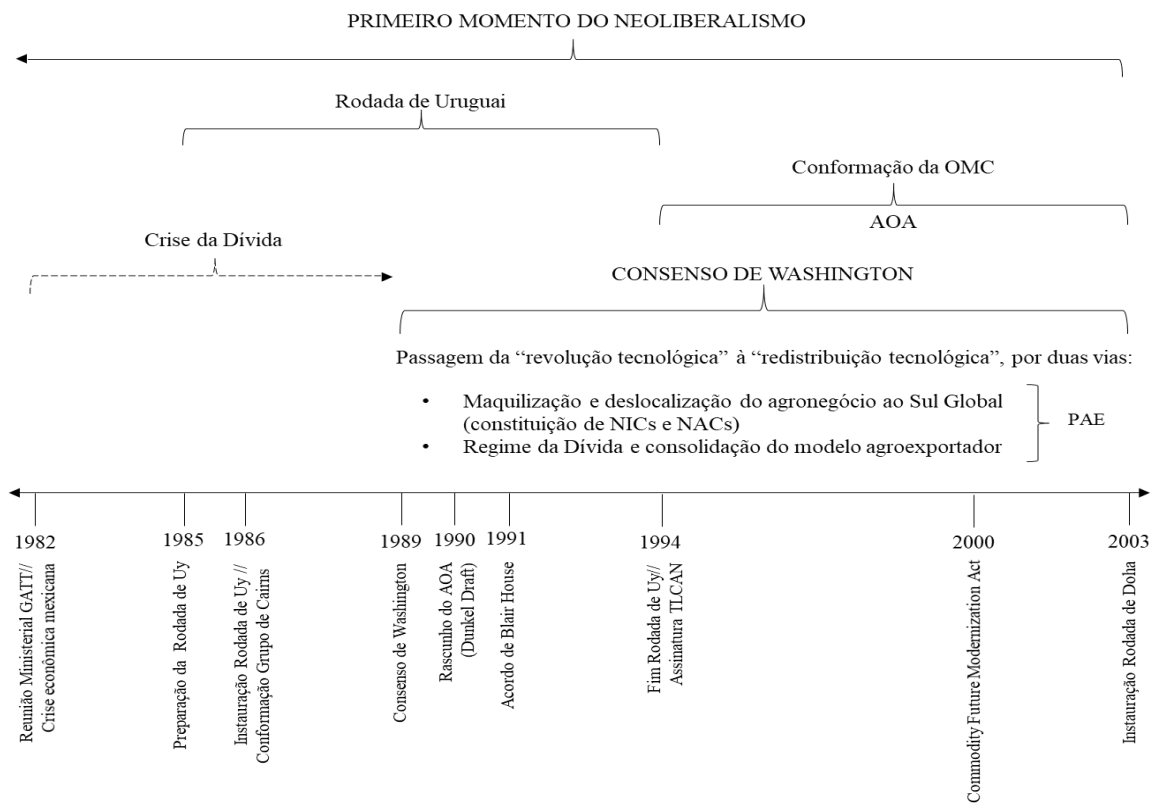 PRIMEIRO MOMENTO DO NEOLIBERALISMO
Rodada de Uruguai
Conformação da OMC
AOA
Crise da Dívida
CONSENSO DE WASHINGTON
Passagem da “revolução tecnológica” à “redistribuição tecnológica”, por duas vias:
• Maquilização e deslocalização do agronegócio ao Sul Global
(constituição de NICs e NACs)
• Regime da Dívida e consolidação do modelo agroexportador
PAE
1982
1985
1986
1989
1990
1991
1994
2000
2003
Reunião Ministerial GATT//
Crise econômica mexicana
Preparação da Rodada de Uy
Instauração Rodada de Uy //
Conformação Grupo de Cairns
Consenso de Washington
Rascunho do AOA
(Dunkel Draft)
Acordo de Blair House
Fim Rodada de Uy//
Assinatura TLCAN
Commodity Future Modernization Act
Instauração Rodada de Doha